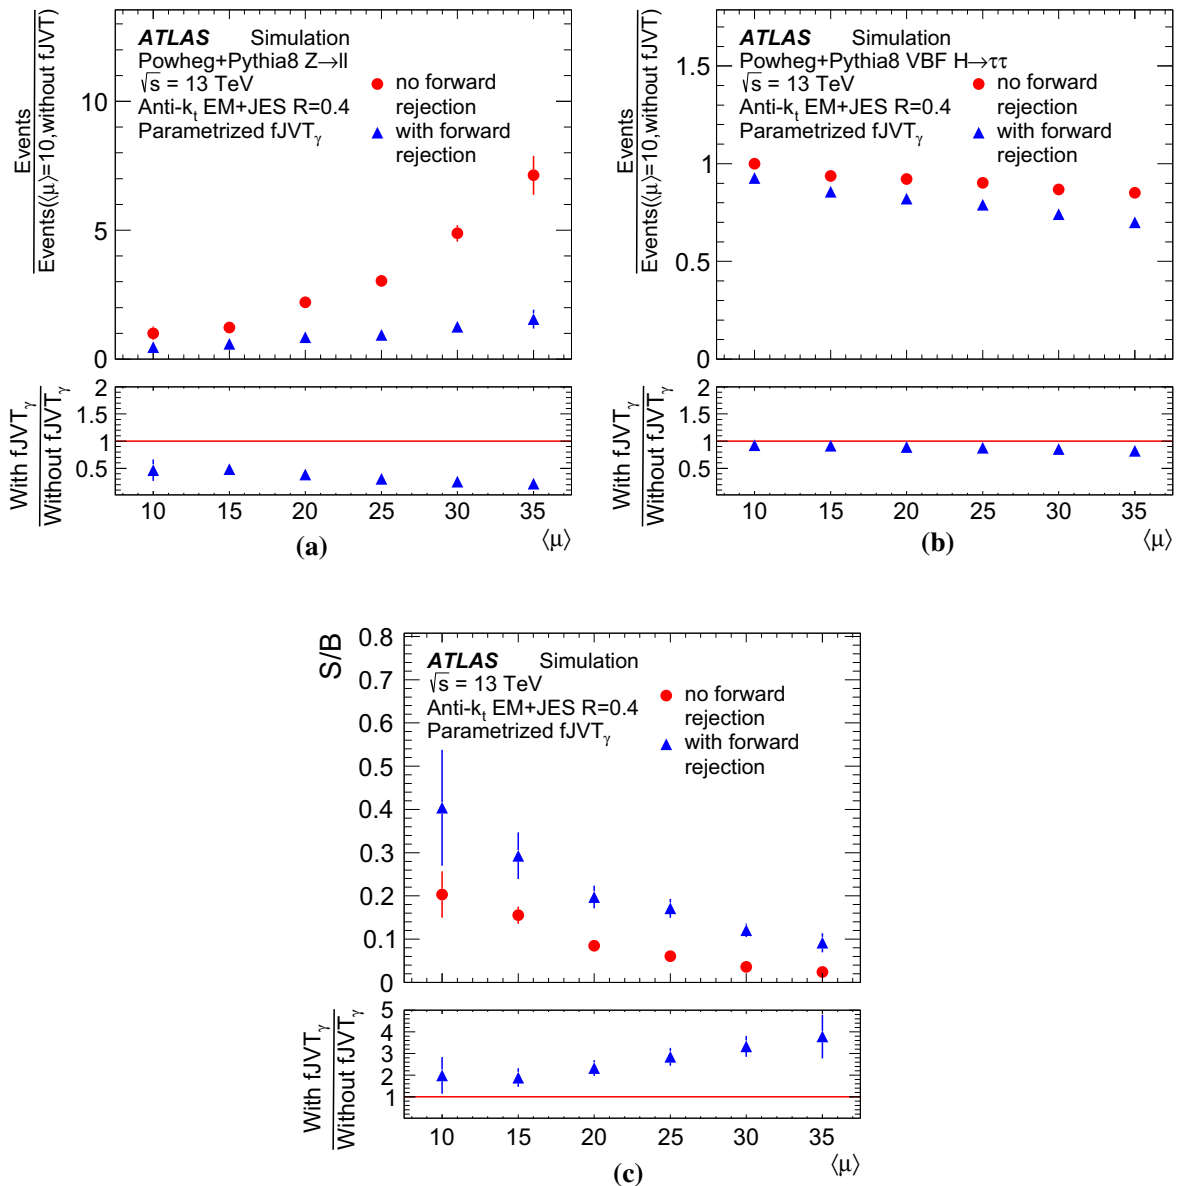 ATLAS Simulation
Powheg+Pythia8 Z→ll
√s = 13 TeV
Anti-kt EM+JES R=0.4
Parametrized fJVTγ
no forward
rejection
with forward
rejection
Events
Events(⟨μ⟩=10,without fJVT)
10
5
0
With fJVTγ
Without fJVTγ
2
1.5
1
0.5
10 15 20 25 30 35
⟨μ⟩
(a)
ATLAS Simulation
Powheg+Pythia8 VBF H→ττ
√s = 13 TeV
Anti-kt EM+JES R=0.4
Parametrized fJVTγ
no forward
rejection
with forward
rejection
Events
Events(⟨μ⟩=10,without fJVT)
1.5
1
0.5
0
With fJVTγ
Without fJVTγ
2
1.5
1
0.5
10 15 20 25 30 35
⟨μ⟩
(b)
S/B
ATLAS Simulation
√s = 13 TeV
Anti-kt EM+JES R=0.4
Parametrized fJVTγ
no forward
rejection
with forward
rejection
0.8
0.7
0.6
0.5
0.4
0.3
0.2
0.1
0
With fJVTγ
Without fJVTγ
5
4
3
2
1
10 15 20 25 30 35
⟨μ⟩
(c)